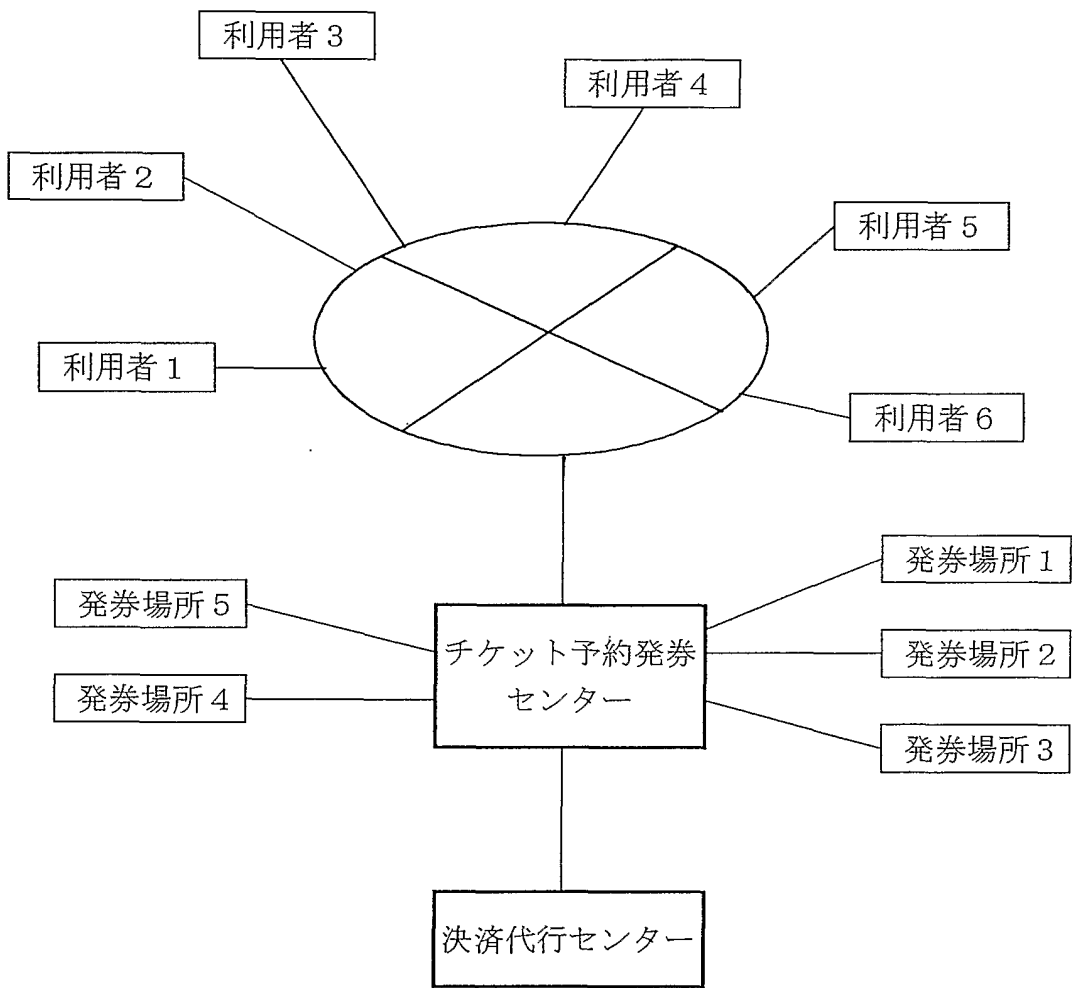 利用者３
利用者４
利用者２
利用者５
利用者１
利用者６
発券場所１
発券場所５
チケット予約発券
センター
発券場所２
発券場所４
発券場所３
決済代行センター